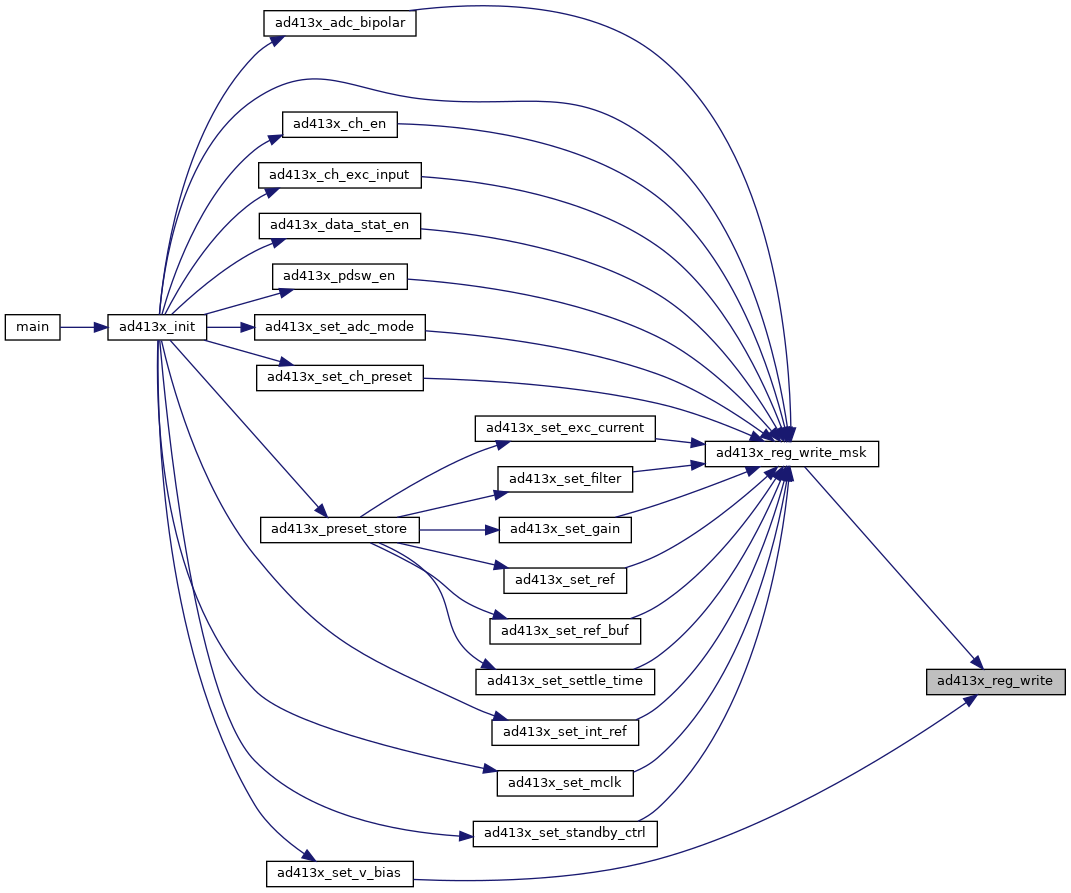 ad413x_adc_bipolar
ad413x_ch_en
ad413x_ch_exc_input
ad413x_data_stat_en
ad413x_pdsw_en
main
ad413x_init
ad413x_set_adc_mode
ad413x_set_ch_preset
ad413x_set_exc_current
ad413x_reg_write_msk
ad413x_set_filter
ad413x_preset_store
ad413x_set_gain
ad413x_set_ref
ad413x_set_ref_buf
ad413x_set_settle_time
ad413x_reg_write
ad413x_set_int_ref
ad413x_set_mclk
ad413x_set_standby_ctrl
ad413x_set_v_bias